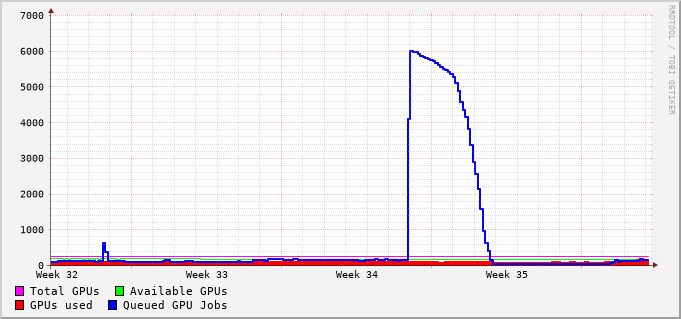 7000
6000
5000
4000
3000
2000
1000
0
Week 32 Week 33 Week 34 Week 35
Total GPUs Available GPUs
GPUs used Queued GPU Jobs
RRDTOOL / TOBI OETIKER